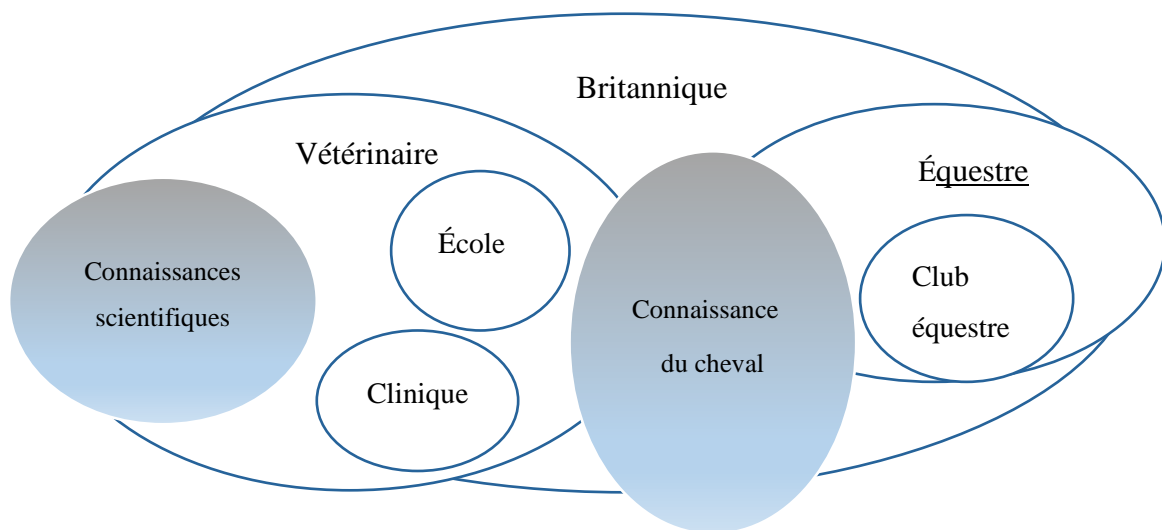 Britannique
Vétérinaire
Équestre
École
Connaissances
scientifiques
Club
équestre
Connaissance
du cheval
Clinique